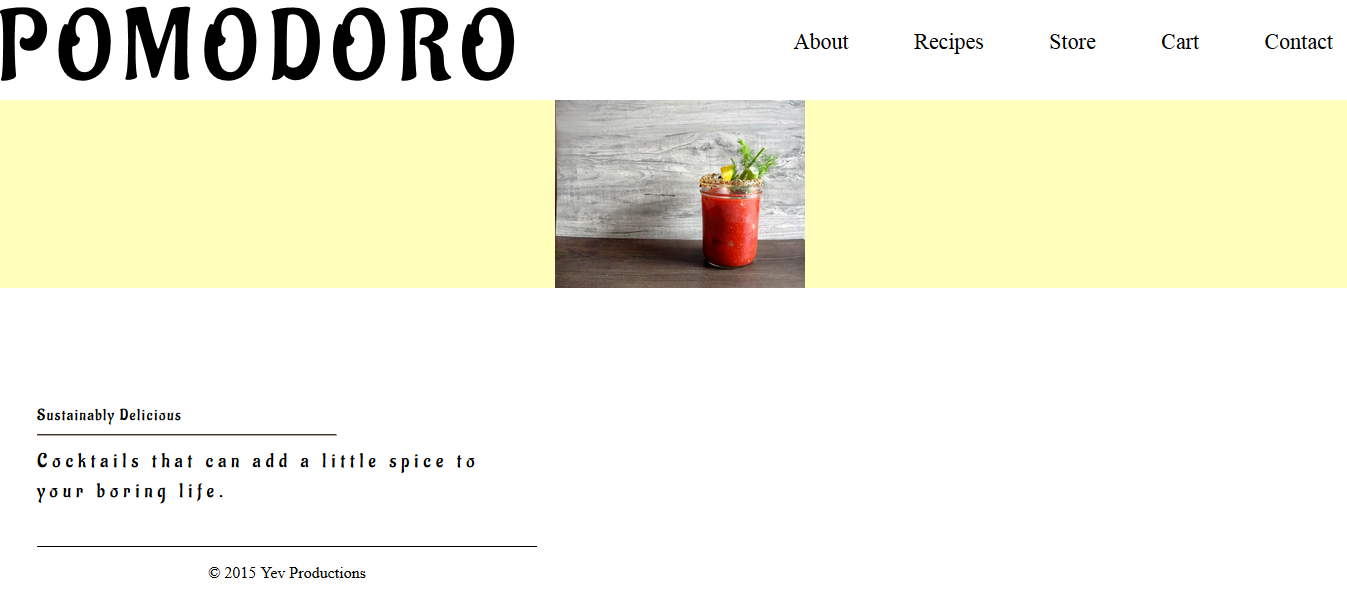 POMODORO
About Recipes Store Cart Contact
Sustainably Delicious
Cocktails that can add a little spice to
your boring life.
© 2015 Yev Productions